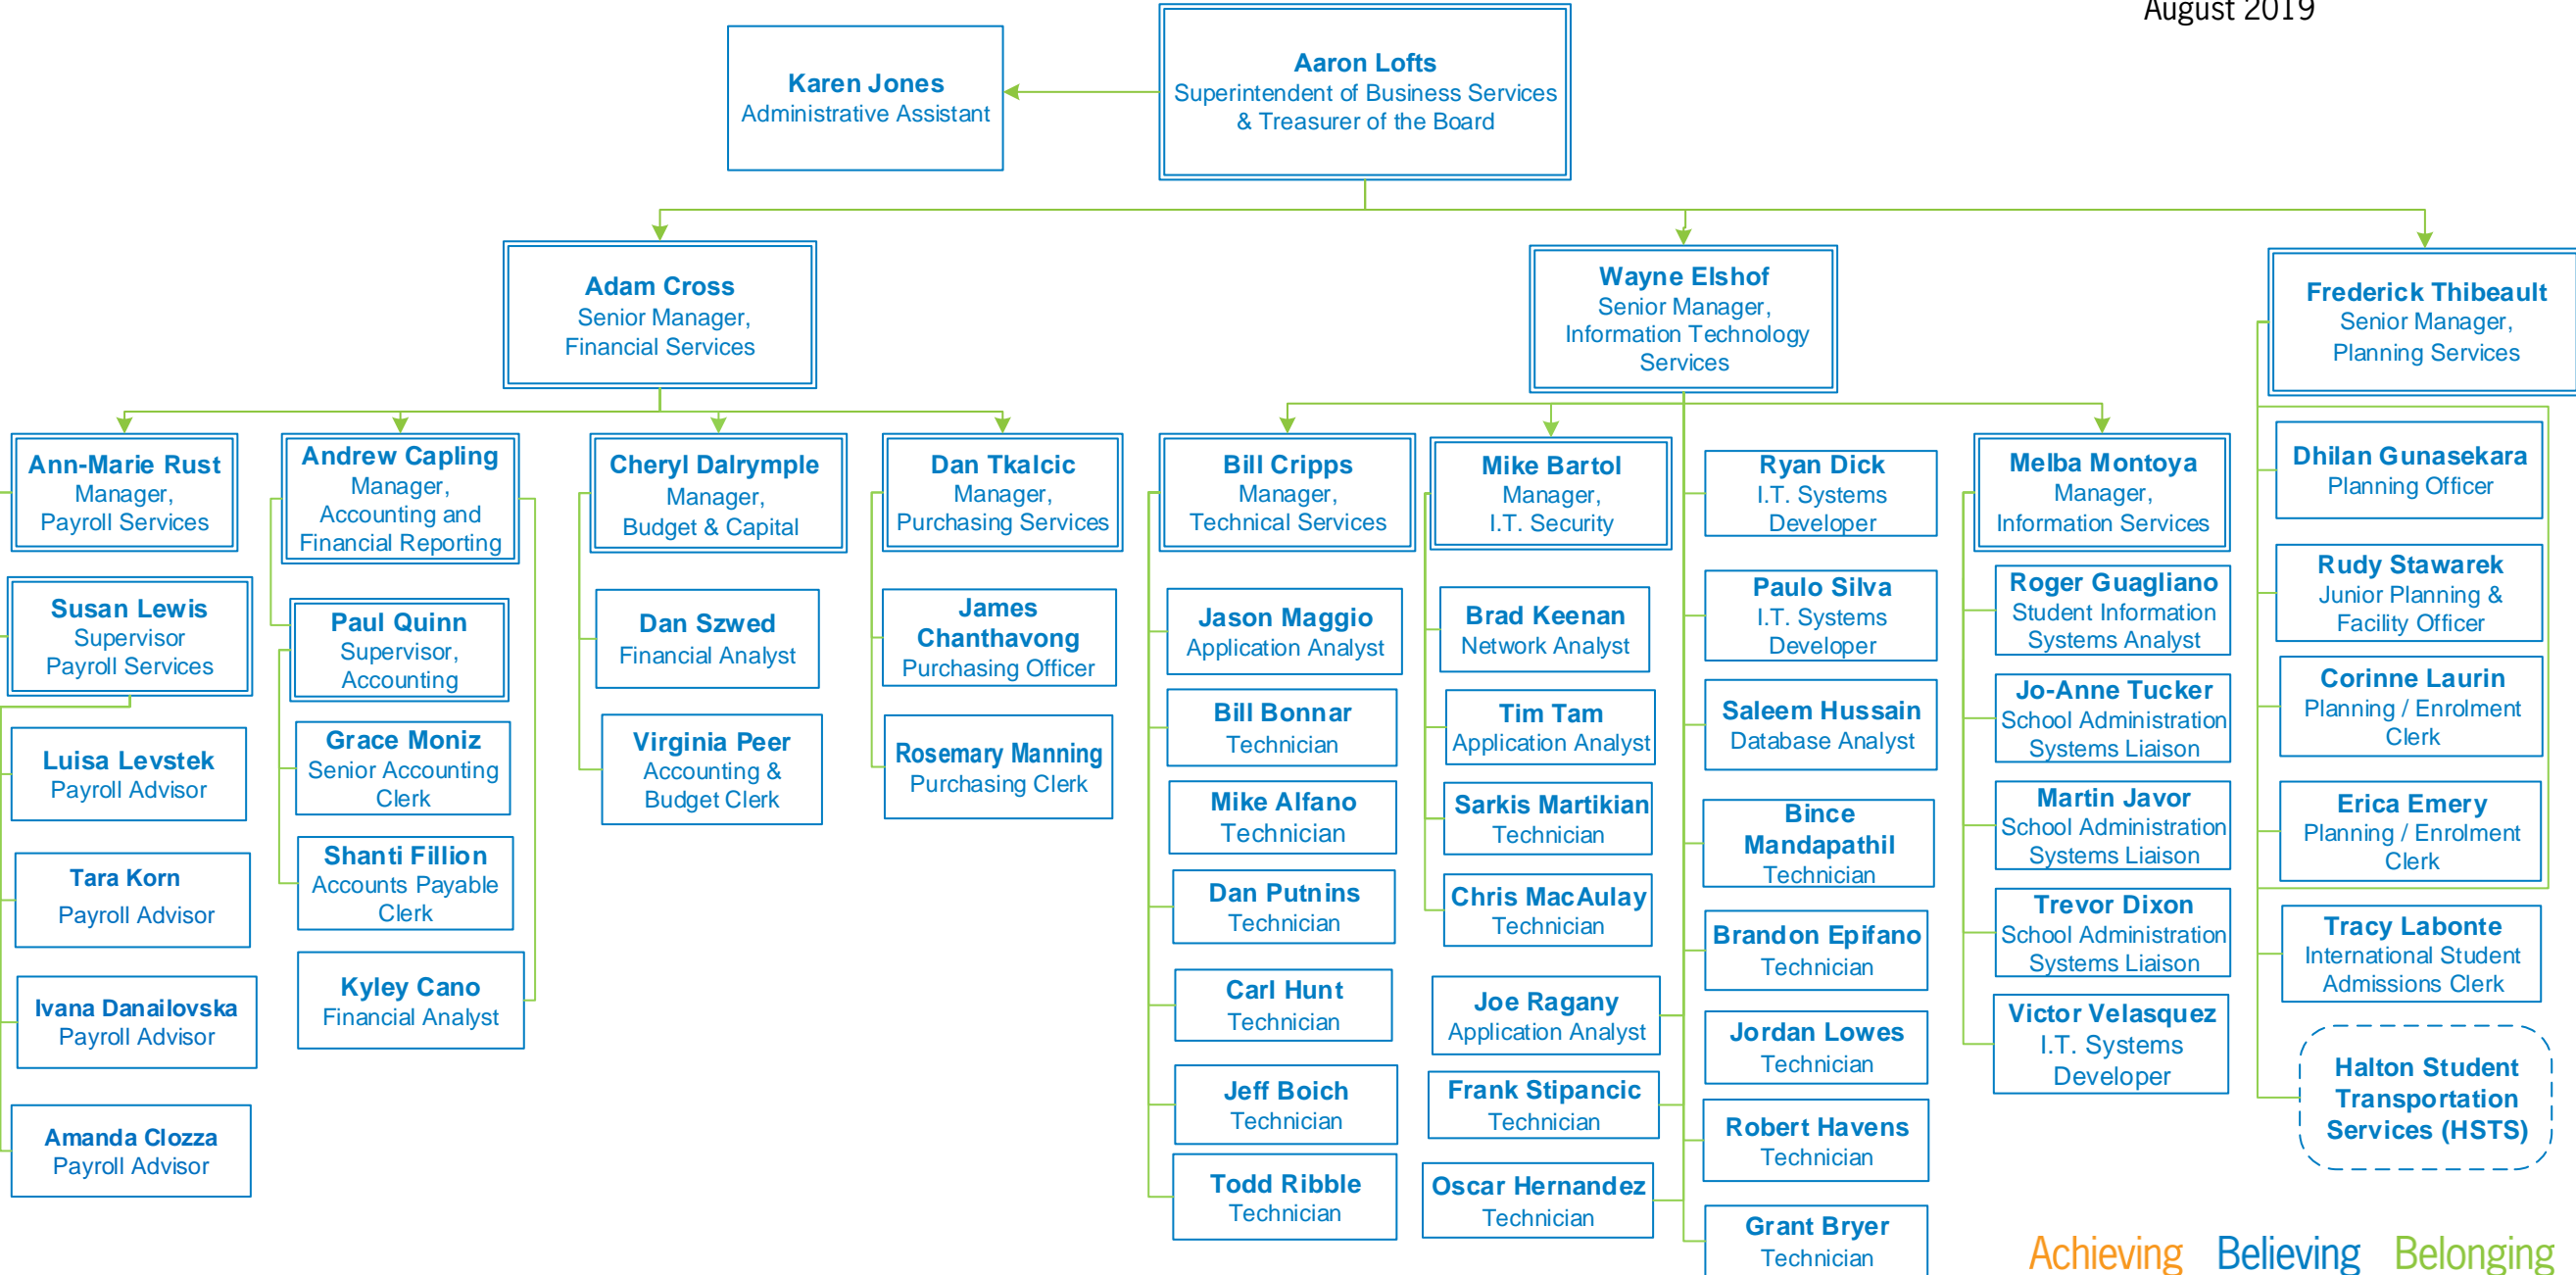 August 2019
Karen Jones
Administrative Assistant
Aaron Lofts
Superintendent of Business Services
& Treasurer of the Board
Adam Cross
Senior Manager,
Financial Services
Wayne Elshof
Senior Manager,
Information Technology
Services
Frederick Thibeault
Senior Manager,
Planning Services
Ann-Marie Rust
Manager,
Payroll Services
Susan Lewis
Supervisor
Payroll Services
Luisa Levstek
Payroll Advisor
Tara Korn
Payroll Advisor
Ivana Danailovska
Payroll Advisor
Amanda Clozza
Payroll Advisor
Andrew Capling
Manager,
Accounting and
Financial Reporting
Paul Quinn
Supervisor,
Accounting
Grace Moniz
Senior Accounting
Clerk
Shanti Fillion
Accounts Payable
Clerk
Kyley Cano
Financial Analyst
Cheryl Dalrymple
Manager,
Budget & Capital
Dan Szwed
Financial Analyst
Virginia Peer
Accounting &
Budget Clerk
Dan Tkalcic
Manager,
Purchasing Services
James
Chanthavong
Purchasing Officer
Rosemary Manning
Purchasing Clerk
Bill Cripps
Manager,
Technical Services
Jason Maggio
Application Analyst
Bill Bonnar
Technician
Mike Alfano
Technician
Dan Putnins
Technician
Carl Hunt
Technician
Jeff Boich
Technician
Todd Ribble
Technician
Mike Bartol
Manager,
I.T. Security
Brad Keenan
Network Analyst
Tim Tam
Application Analyst
Sarkis Martikian
Technician
Chris MacAulay
Technician
Joe Ragany
Application Analyst
Frank Stipancic
Technician
Oscar Hernandez
Technician
Ryan Dick
I.T. Systems
Developer
Paulo Silva
I.T. Systems
Developer
Saleem Hussain
Database Analyst
Bince
Mandapathil
Technician
Brandon Epifano
Technician
Jordan Lowes
Technician
Robert Havens
Technician
Grant Bryer
Technician
Melba Montoya
Manager,
Information Services
Roger Guagliano
Student Information
Systems Analyst
Jo-Anne Tucker
School Administration
Systems Liaison
Martin Javor
School Administration
Systems Liaison
Trevor Dixon
School Administration
Systems Liaison
Victor Velasquez
I.T. Systems
Developer
Dhilan Gunasekara
Planning Officer
Rudy Stawarek
Junior Planning &
Facility Officer
Corinne Laurin
Planning / Enrolment
Clerk
Erica Emery
Planning / Enrolment
Clerk
Tracy Labonte
International Student
Admissions Clerk
Halton Student
Transportation
Services (HSTS)
Achieving Believing Belonging